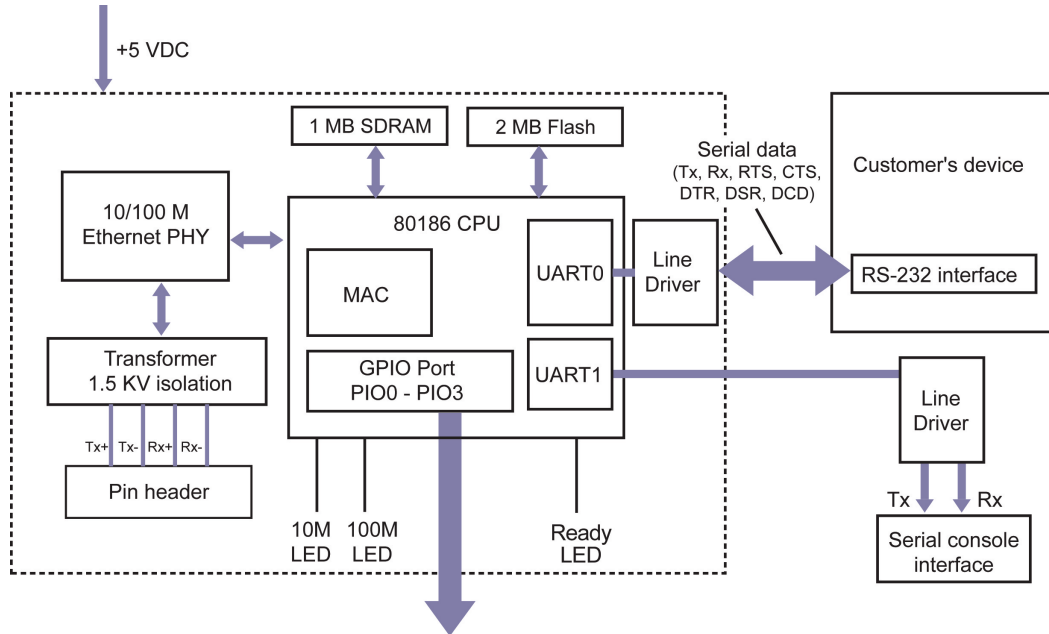 +5 VDC
1 MB SDRAM
2 MB Flash
Serial data
(Tx, Rx, RTS, CTS,
DTR, DSR, DCD)
Customer's device
10/100 M
Ethernet PHY
80186 CPU
MAC
UART0
Line
Driver
RS-232 interface
Transformer
1.5 KV isolation
GPIO Port
PIO0 - PIO3
UART1
Line
Driver
Tx+ Tx- Rx+ Rx-
Pin header
Tx Rx
10M
LED
100M
LED
Ready
LED
Serial console
interface